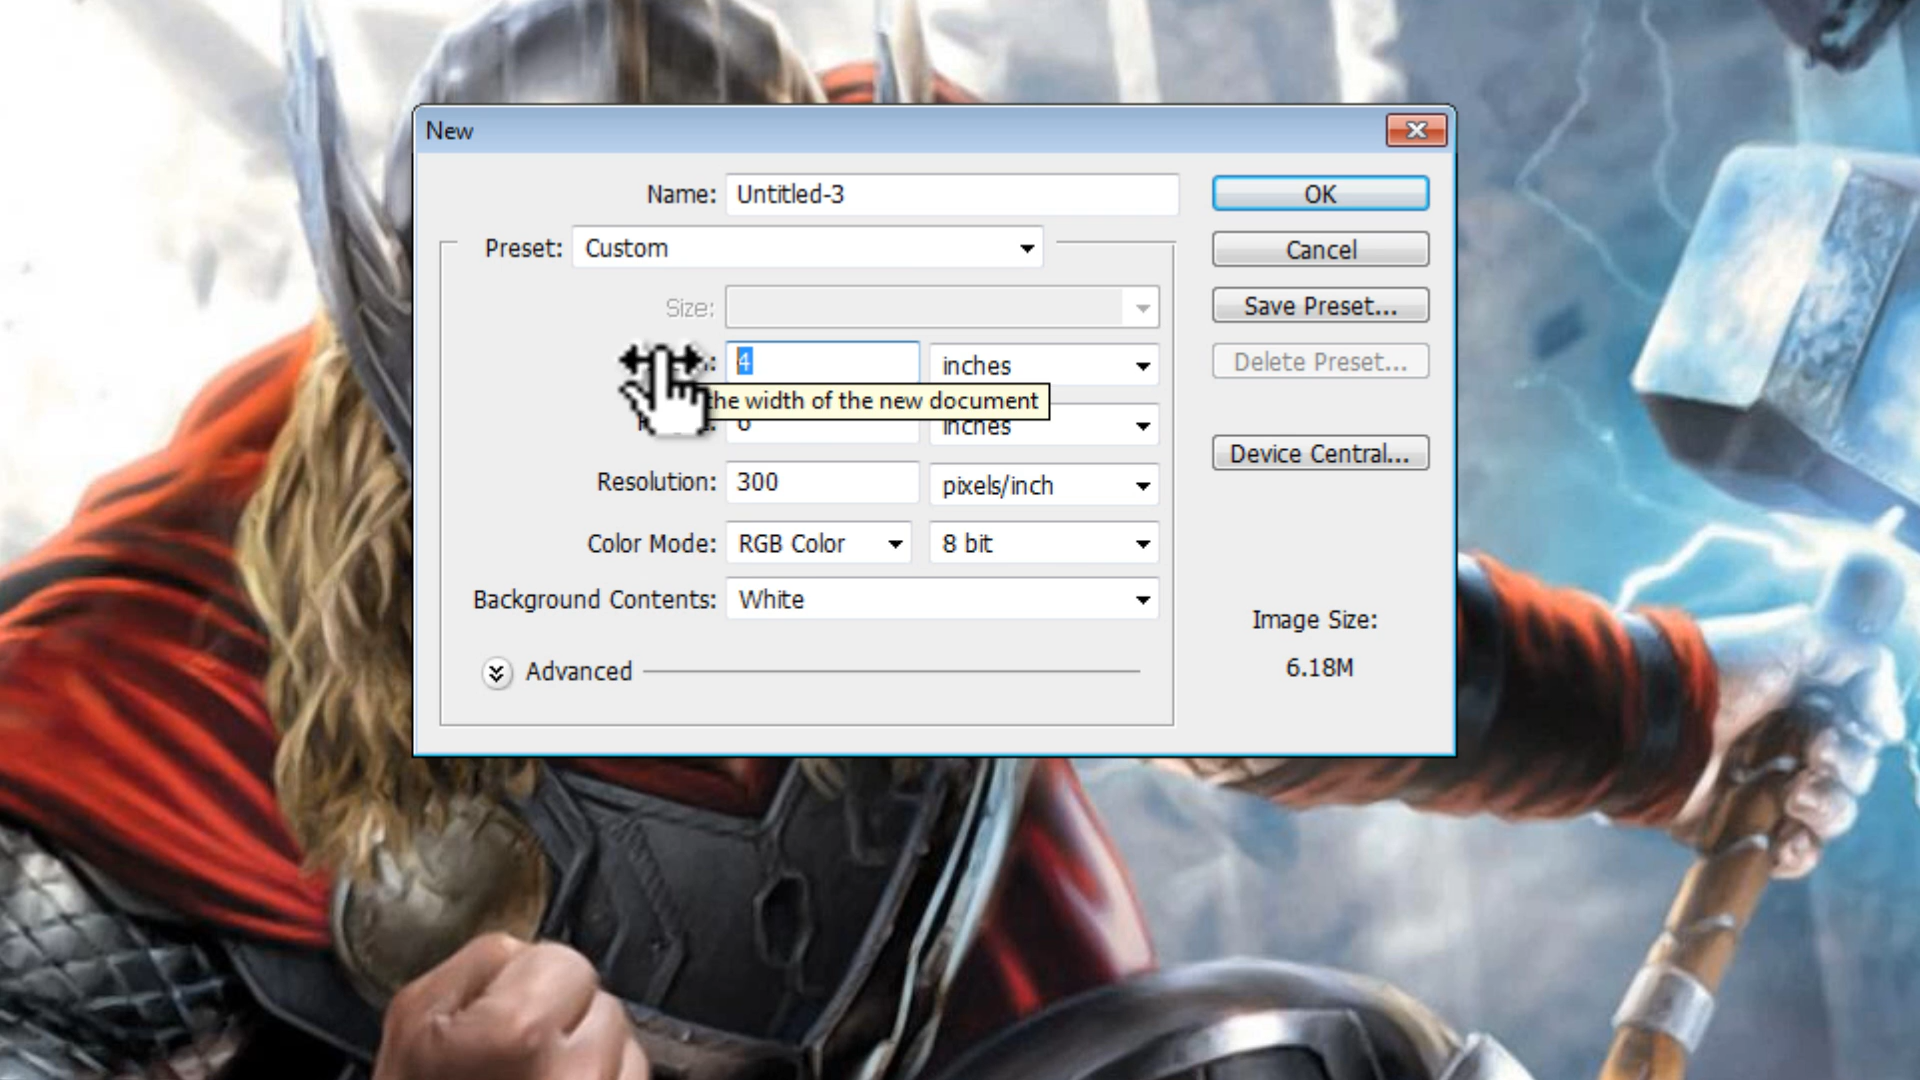 New
Name: Untitled-3
OK
Preset: Custom
Cancel
Size:
Save Preset...
4 inches
Delete Preset...
the width of the new document
inches
Device Central...
Resolution: 300 pixels/inch
Color Mode: RGB Color 8 bit
Background Contents: White
Image Size:
Advanced
6.18M